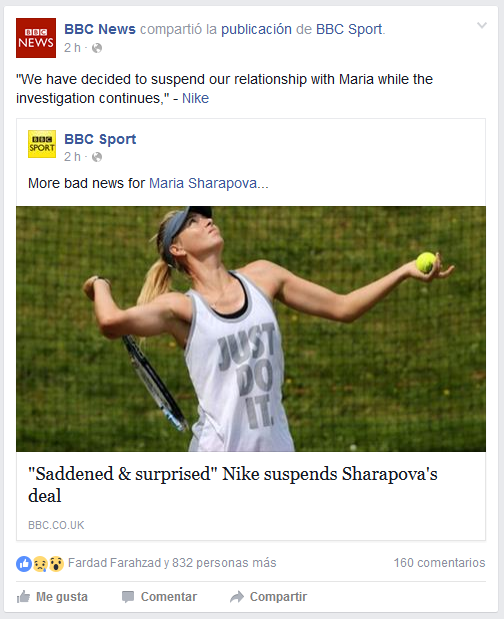 BBC
NEWS
BBC News compartió la publicación de BBC Sport.
2 h ·
"We have decided to suspend our relationship with Maria while the
investigation continues," - Nike
BBC
SPORT
BBC Sport
2 h ·
More bad news for Maria Sharapova...
JUST
DO
IT.
"Saddened & surprised" Nike suspends Sharapova's
deal
BBC.CO.UK
Fardad Farahzad y 832 personas más 160 comentarios
Me gusta Comentar Compartir